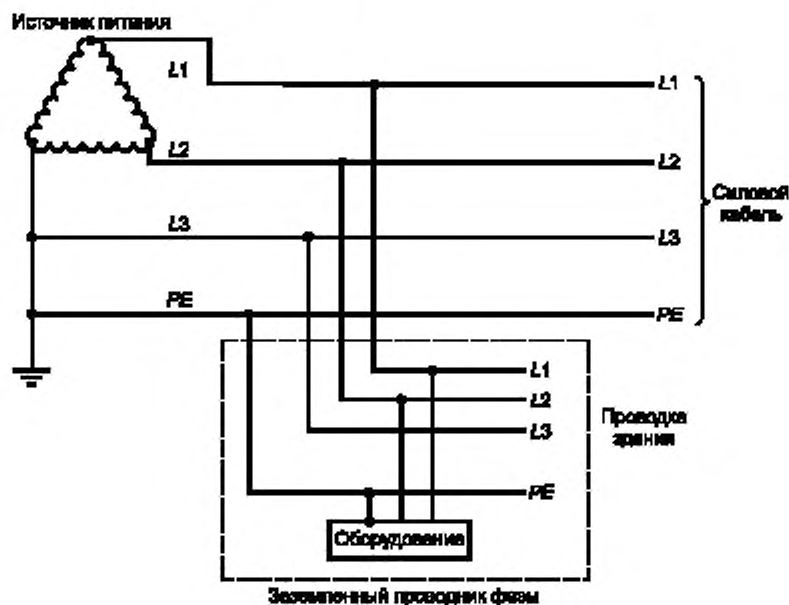 Источник питания
L1
L1
L2
L2
Силовой
кабель
L3
L3
PE
PE
L1
L2
Проводка
здания
L3
PE
Оборудование
Заземленный проводник фазы